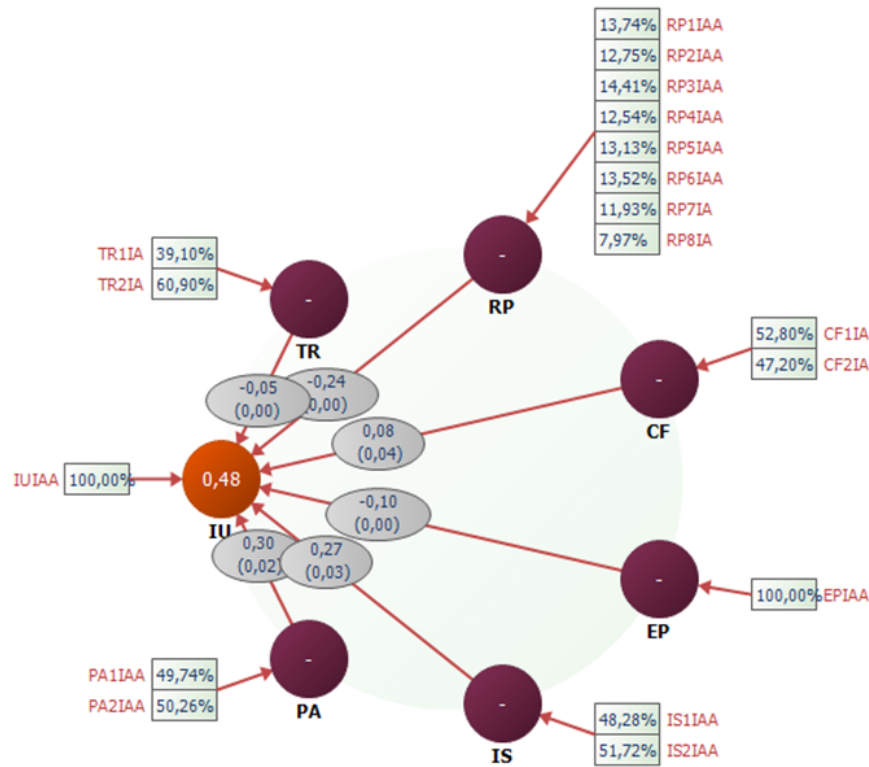 13,74% RP1IAA
12,75% RP2IAA
14,41% RP3IAA
12,54% RP4IAA
13,13% RP5IAA
13,52% RP6IAA
11,93% RP7IA
7,97% RP8IA
TR1IA 39,10%
TR2IA 60,90%
-
RP
-
TR
52,80% CF1IA
47,20% CF2IA
-
CF
-0,05
(0,00)
-0,24
0,00)
0,08
(0,04)
IUIAA 100,00%
0,48
IU
-0,10
(0,00)
0,30
(0,02)
0,27
(0,03)
-
EP
100,00% EPIAA
PA1IAA 49,74%
PA2IAA 50,26%
-
PA
-
IS
48,28% IS1IAA
51,72% IS2IAA